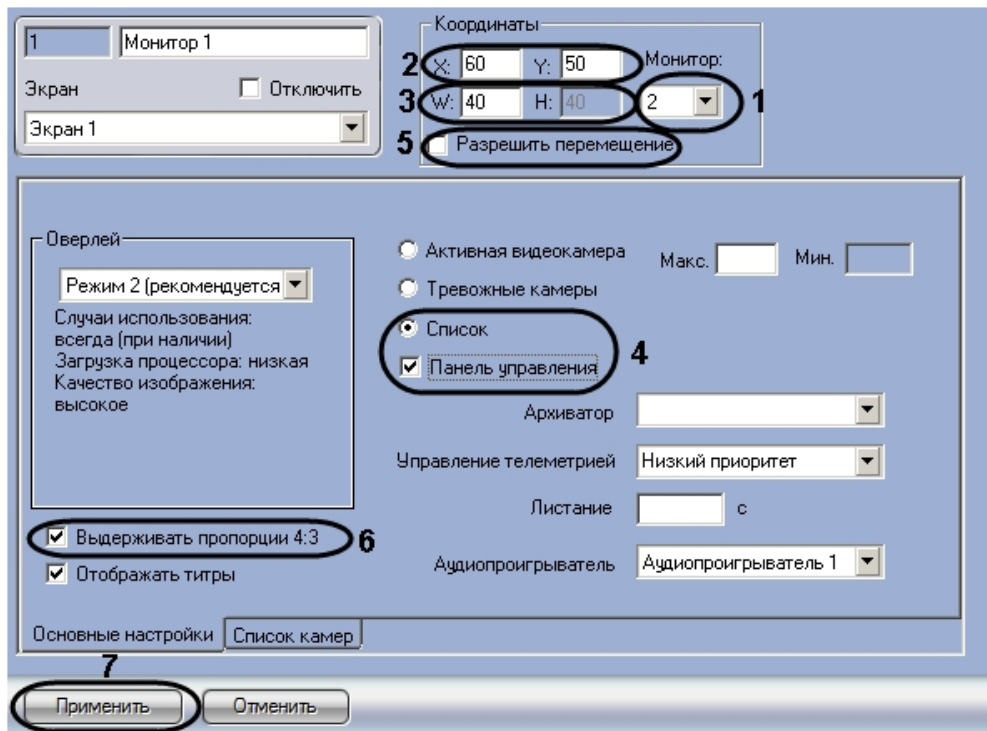 1 Монитор 1
Экран Отключить
Экран 1
Координаты
2 X: 60 Y: 50 Монитор:
3 W: 40 H: 40 2 1
5 Разрешить перемещение
Оверлей
Режим 2 (рекомендуется
Случаи использования:
всегда (при наличии)
Загрузка процессора: низкая
Качество изображения:
высокое
Активная видеокамера Макс. Мин.
Тревожные камеры
Список
Панель управления 4
Архиватор
Управление телеметрией Низкий приоритет
Листание с
Аудиопроигрыватель Аудиопроигрыватель 1
Выдерживать пропорции 4:3 6
Отображать титры
Основные настройки Список камер
7
Применить Отменить